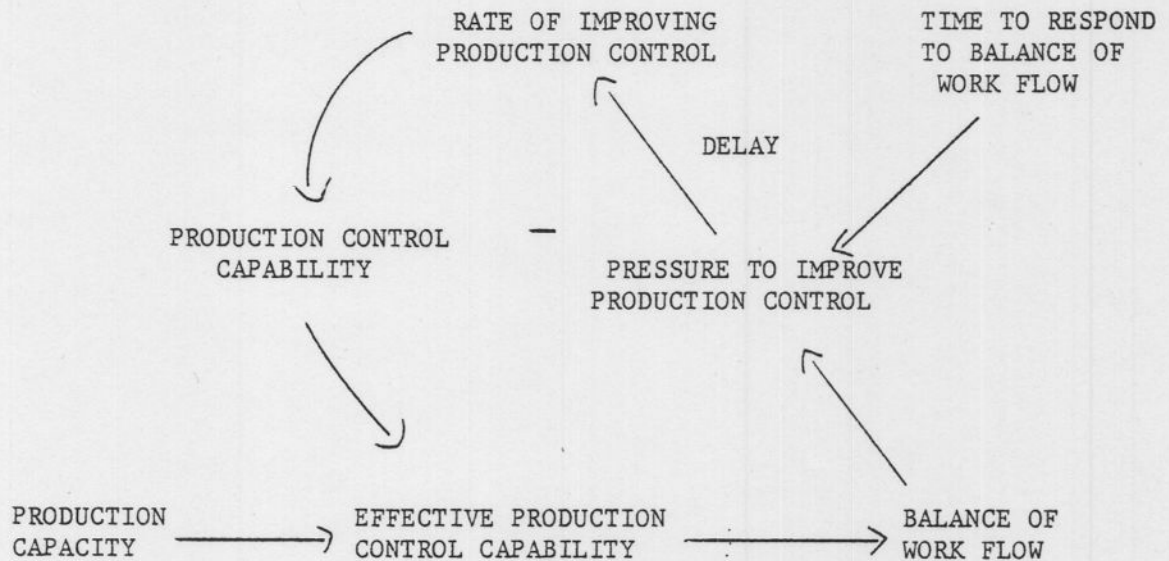 RATE OF IMPROVING
PRODUCTION CONTROL
TIME TO RESPOND
TO BALANCE OF
WORK FLOW
DELAY
PRODUCTION CONTROL
CAPABILITY
–
PRESSURE TO IMPROVE
PRODUCTION CONTROL
PRODUCTION
CAPACITY
EFFECTIVE PRODUCTION
CONTROL CAPABILITY
BALANCE OF
WORK FLOW